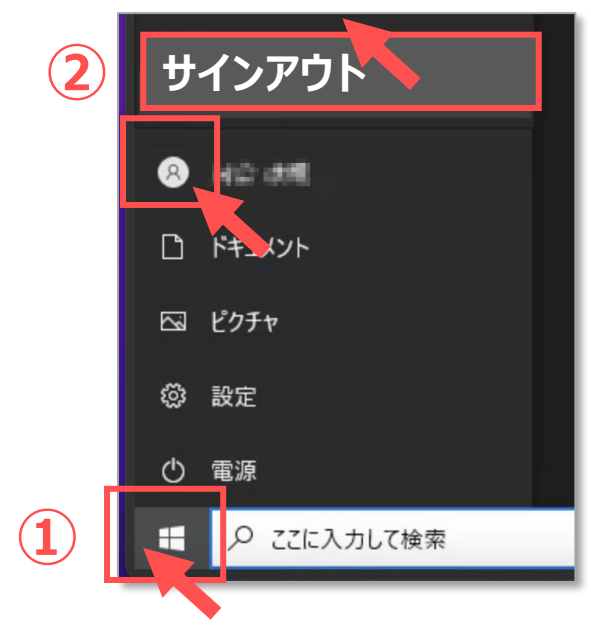 ②
サインアウト
ドキュメント
ピクチャ
設定
電源
①
ここに入力して検索